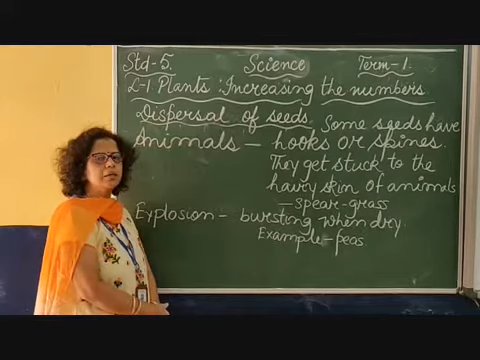 Std-5. Science Term-1.
L-1 Plants : Increasing the numbers.
Dispersal of seeds. Some seeds have
Animals - hooks or spines.
They get stuck to the
hairy skin of animals
- spear-grass
Explosion - bursting when dry.
Example - peas